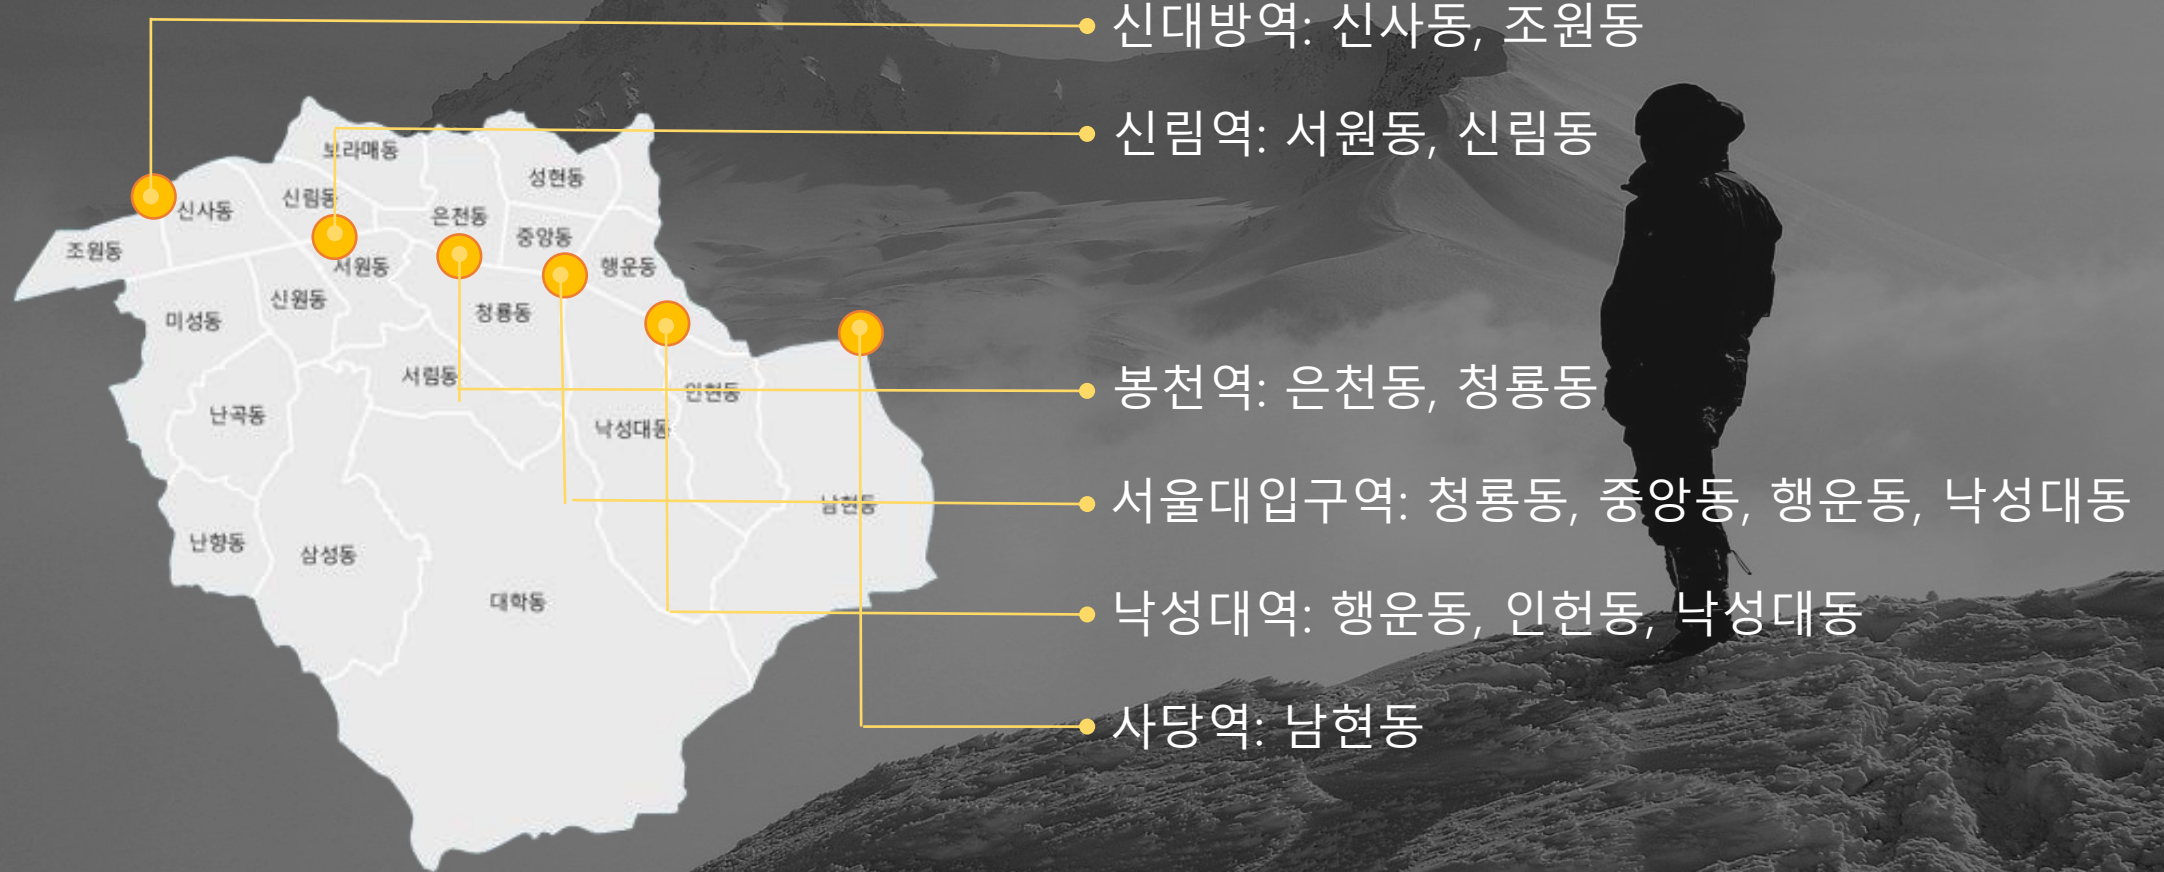 신대방역: 신사동, 조원동
신림역: 서원동, 신림동
봉천역: 은천동, 청룡동
서울대입구역: 청룡동, 중앙동, 행운동, 낙성대동
낙성대역: 행운동, 인헌동, 낙성대동
사당역: 남현동
보라매동
성현동
신림동
신사동
은천동
중앙동
조원동
서원동
행운동
신원동
청룡동
미성동
서림동
인헌동
난곡동
낙성대동
남현동
난향동
삼성동
대학동